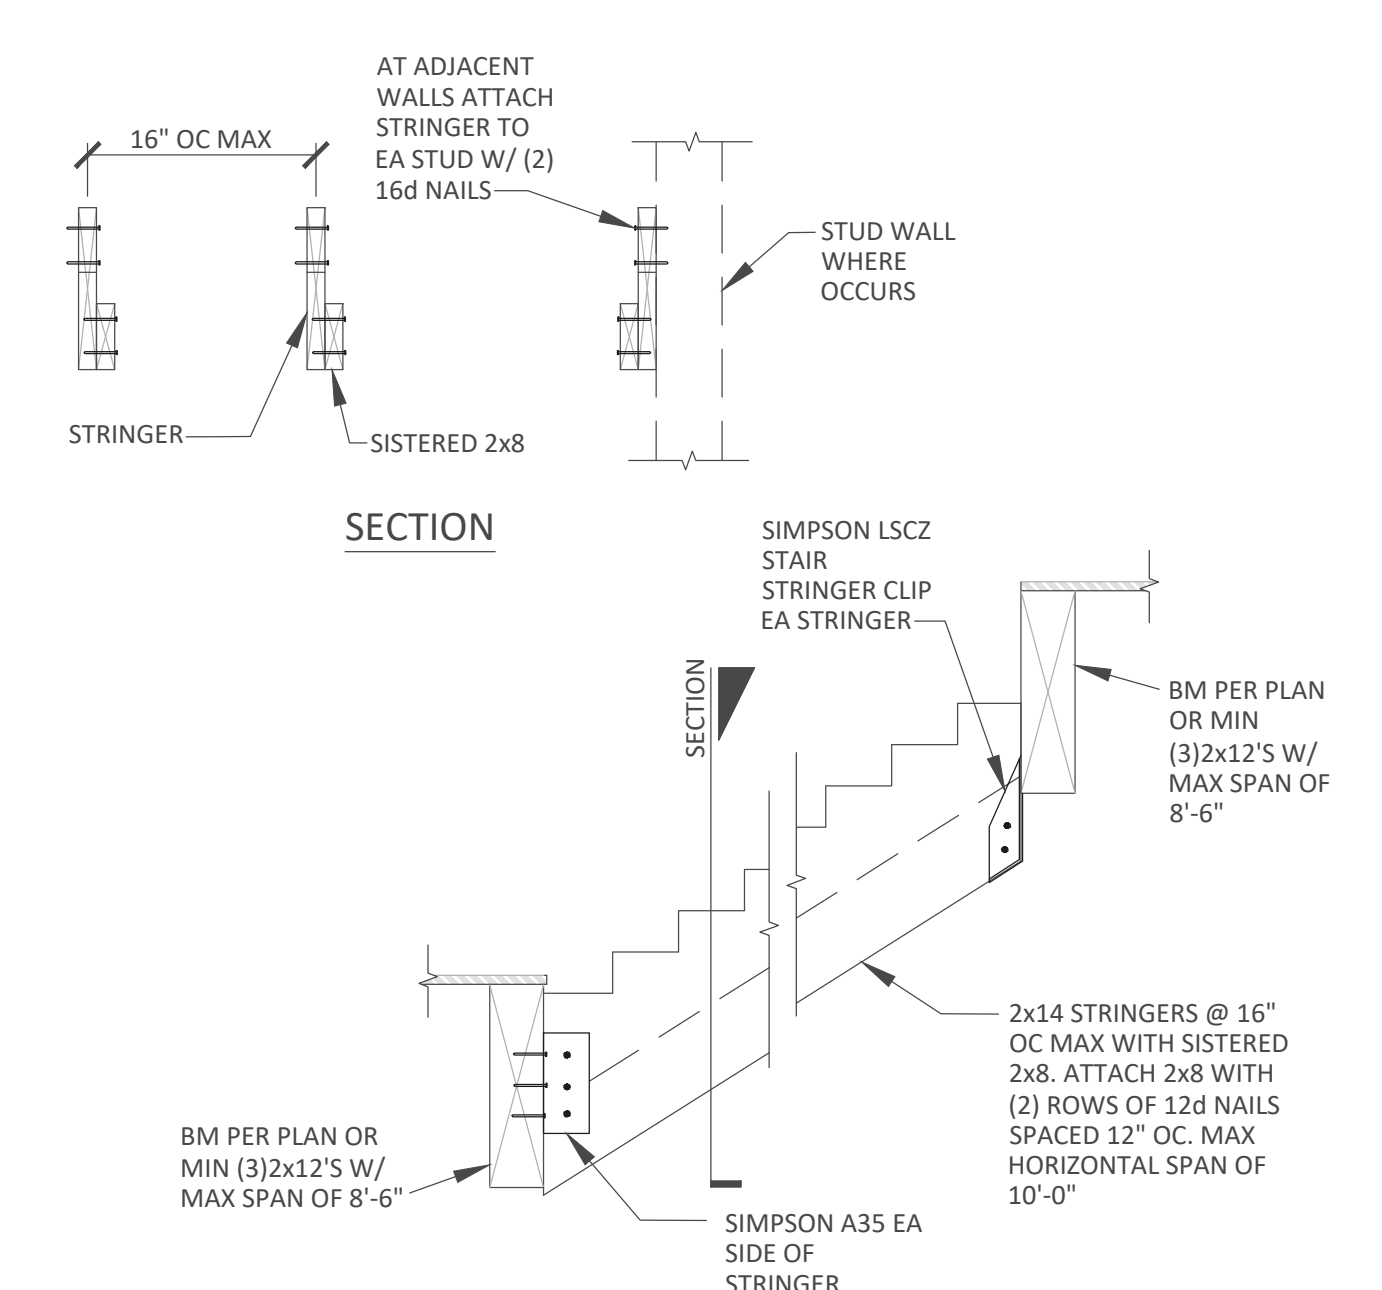 AT ADJACENT
WALLS ATTACH
STRINGER TO
EA STUD W/ (2)
16d NAILS
16" OC MAX
STUD WALL
WHERE
OCCURS
STRINGER
SISTERED 2x8
SECTION
SIMPSON LSCZ
STAIR
STRINGER CLIP
EA STRINGER
SECTION
BM PER PLAN
OR MIN
(3)2x12'S W/
MAX SPAN OF
8'-6"
2x14 STRINGERS @ 16"
OC MAX WITH SISTERED
2x8. ATTACH 2x8 WITH
(2) ROWS OF 12d NAILS
SPACED 12" OC. MAX
HORIZONTAL SPAN OF
10'-0"
BM PER PLAN OR
MIN (3)2x12'S W/
MAX SPAN OF 8'-6"
SIMPSON A35 EA
SIDE OF
STRINGER